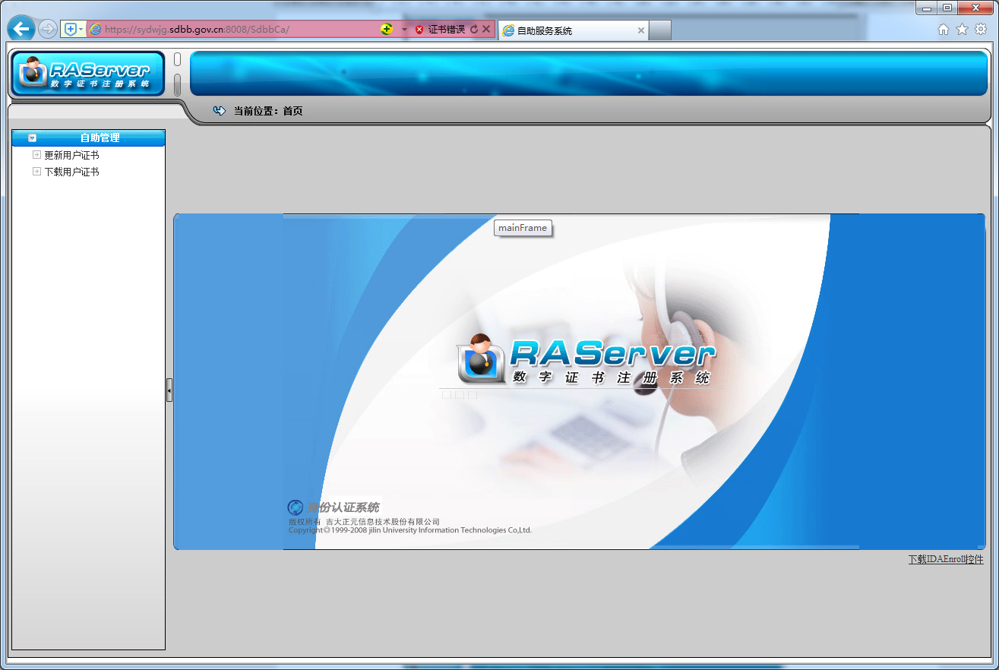 https://sydwjg.sdbb.gov.cn:8008/SdbbCa/
证书错误
自助服务系统
RAServer
数字证书注册系统
当前位置：首页
自助管理
更新用户证书
下载用户证书
mainFrame
RAServer
数字证书注册系统
身份认证系统
版权所有 吉大正元信息技术股份有限公司
Copyright©1999-2008 jilin University Information Technologies Co,Ltd.
下载IDAEnroll控件